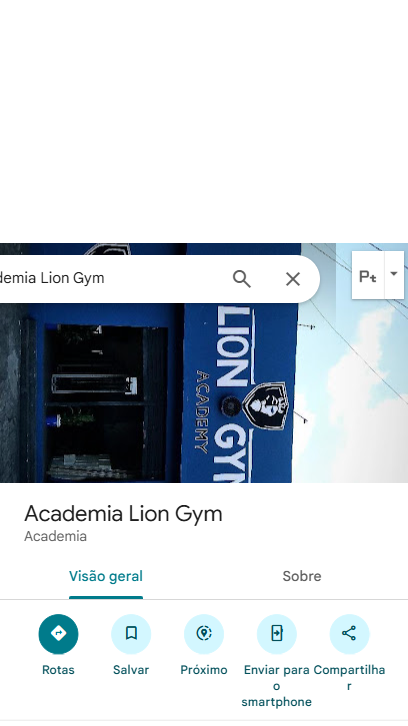 demia Lion Gym
Pt
LION GYM
ACADEMY
Academia Lion Gym
Academia
Visão geral
Sobre
Rotas
Salvar
Próximo
Enviar para
o
smartphone
Compartilha
r